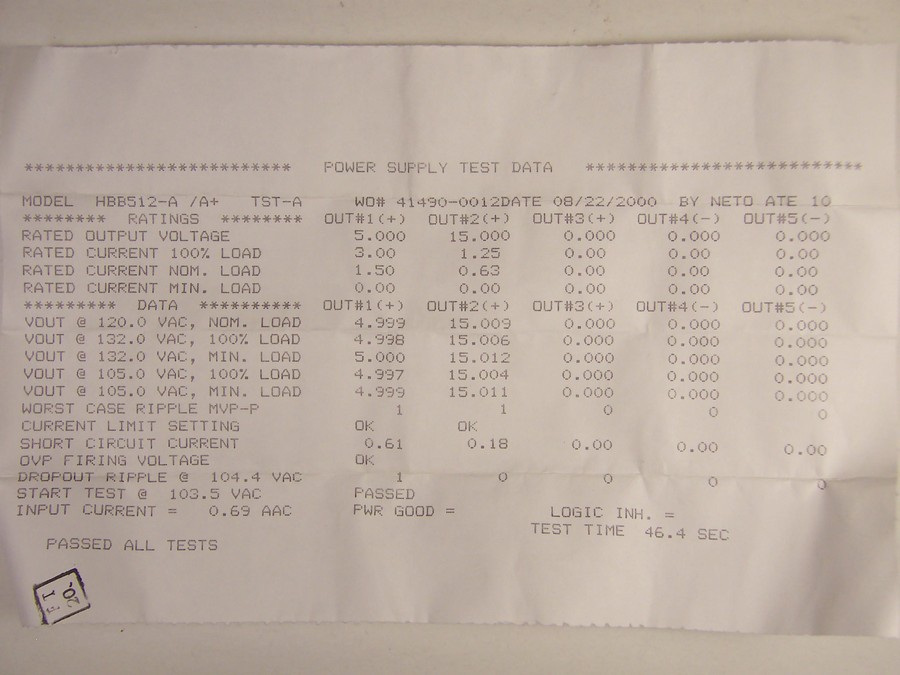 ************************** POWER SUPPLY TEST DATA ***************************
MODEL HBB512-A /A+ TST-A WO# 41490-0012DATE 08/22/2000 BY NETO ATE 10
******** RATINGS ******** OUT#1(+) OUT#2(+) OUT#3(+) OUT#4(-) OUT#5(-)
RATED OUTPUT VOLTAGE 5.000 15.000 0.000 0.000 0.000
RATED CURRENT 100% LOAD 3.00 1.25 0.00 0.00 0.00
RATED CURRENT NOM. LOAD 1.50 0.63 0.00 0.00 0.00
RATED CURRENT MIN. LOAD 0.00 0.00 0.00 0.00 0.00
********* DATA ********** OUT#1(+) OUT#2(+) OUT#3(+) OUT#4(-) OUT#5(-)
VOUT @ 120.0 VAC, NOM. LOAD 4.999 15.009 0.000 0.000 0.000
VOUT @ 132.0 VAC, 100% LOAD 4.998 15.006 0.000 0.000 0.000
VOUT @ 132.0 VAC, MIN. LOAD 5.000 15.012 0.000 0.000 0.000
VOUT @ 105.0 VAC, 100% LOAD 4.997 15.004 0.000 0.000 0.000
VOUT @ 105.0 VAC, MIN. LOAD 4.999 15.011 0.000 0.000 0.000
WORST CASE RIPPLE MVP-P 1 1 0 0 0
CURRENT LIMIT SETTING OK OK
SHORT CIRCUIT CURRENT 0.61 0.18 0.00 0.00 0.00
OVP FIRING VOLTAGE OK
DROPOUT RIPPLE @ 104.4 VAC 1 0 0 0 0
START TEST @ 103.5 VAC PASSED
INPUT CURRENT = 0.69 AAC PWR GOOD = LOGIC INH. =
TEST TIME 46.4 SEC
PASSED ALL TESTS